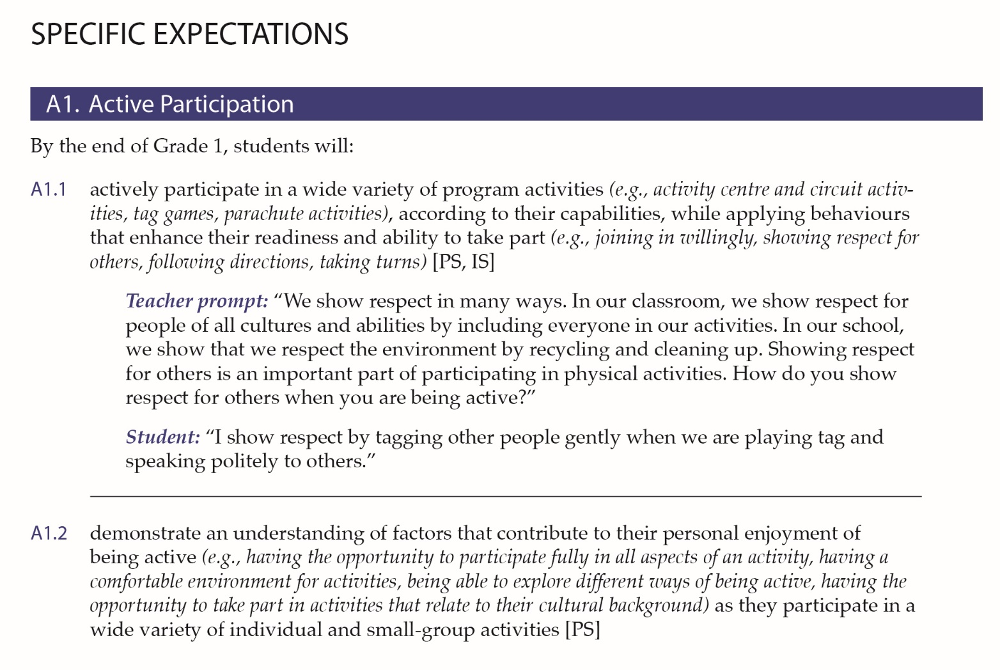 SPECIFIC EXPECTATIONS
A1. Active Participation
By the end of Grade 1, students will:
A1.1 actively participate in a wide variety of program activities (e.g., activity centre and circuit activ-
ities, tag games, parachute activities), according to their capabilities, while applying behaviours
that enhance their readiness and ability to take part (e.g., joining in willingly, showing respect for
others, following directions, taking turns) [PS, IS]
Teacher prompt: “We show respect in many ways. In our classroom, we show respect for
people of all cultures and abilities by including everyone in our activities. In our school,
we show that we respect the environment by recycling and cleaning up. Showing respect
for others is an important part of participating in physical activities. How do you show
respect for others when you are being active?”
Student: “I show respect by tagging other people gently when we are playing tag and
speaking politely to others.”
A1.2 demonstrate an understanding of factors that contribute to their personal enjoyment of
being active (e.g., having the opportunity to participate fully in all aspects of an activity, having a
comfortable environment for activities, being able to explore different ways of being active, having the
opportunity to take part in activities that relate to their cultural background) as they participate in a
wide variety of individual and small-group activities [PS]